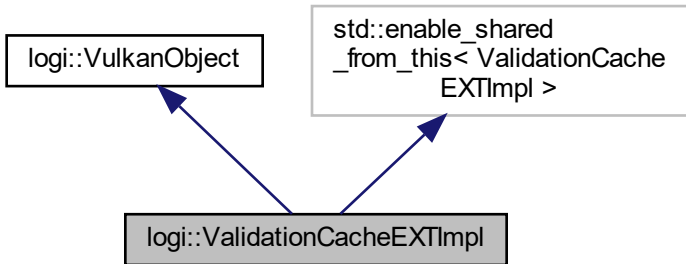 logi::VulkanObject
std::enable_shared
_from_this< ValidationCache
EXTImpl >
logi::ValidationCacheEXTImpl